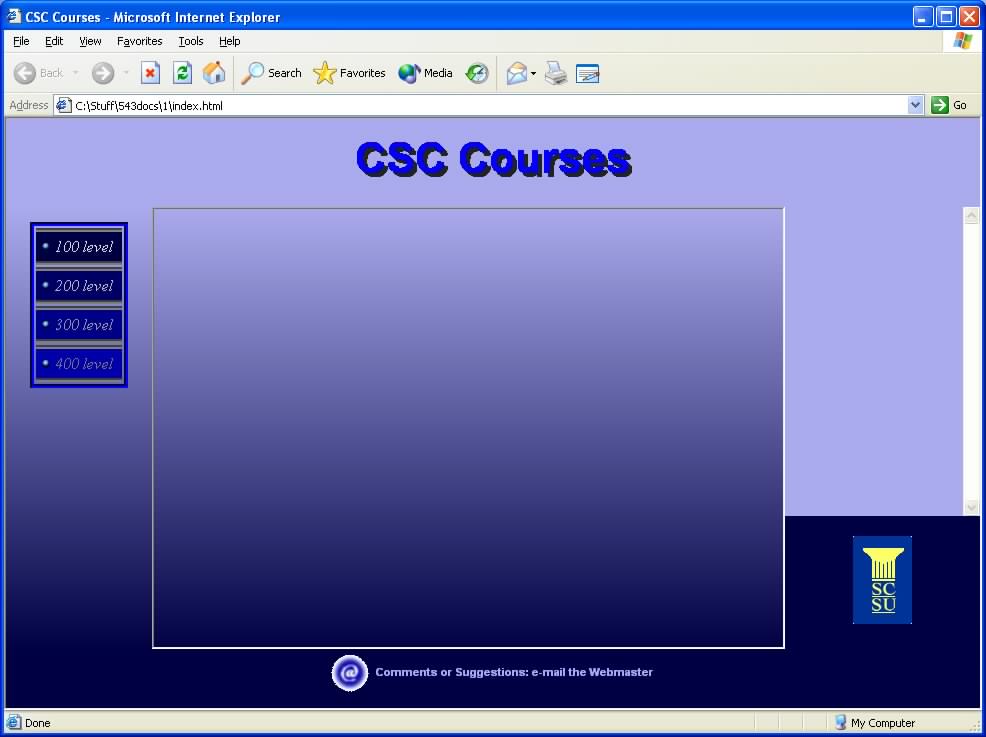 CSC Courses - Microsoft Internet Explorer
File Edit View Favorites Tools Help
Back Search Favorites Media
Address C:\Stuff\543docs\1\index.html Go
CSC Courses
100 level
200 level
300 level
400 level
SC
SU
@ Comments or Suggestions: e-mail the Webmaster
Done My Computer